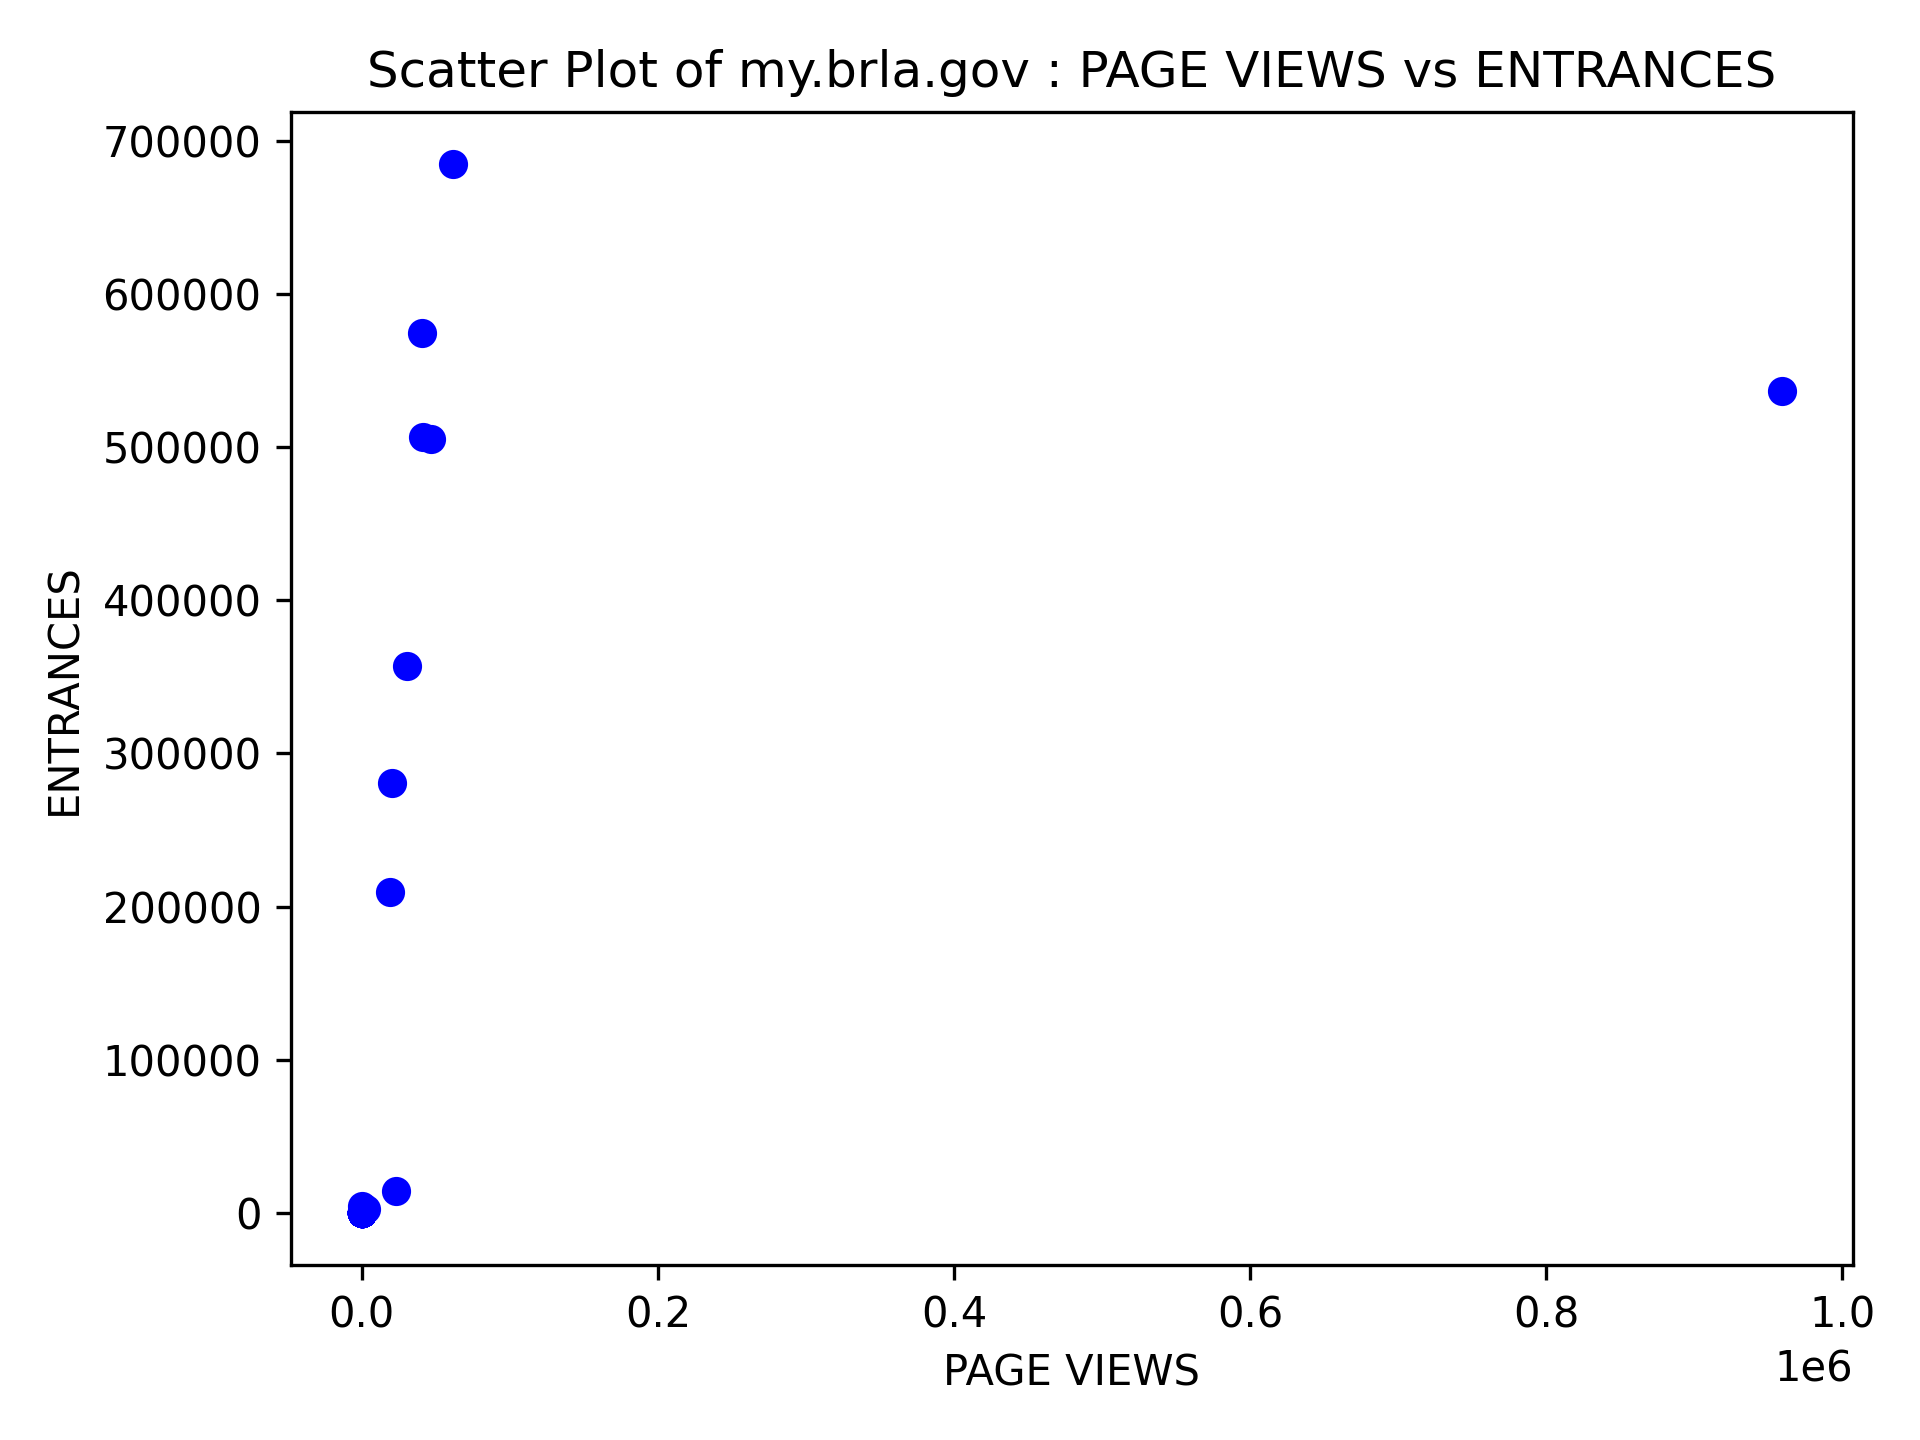 Scatter Plot of my.brla.gov : PAGE VIEWS vs ENTRANCES
700000
600000
500000
400000
300000
200000
100000
0
ENTRANCES
0.0 0.2 0.4 0.6 0.8 1.0
1e6
PAGE VIEWS